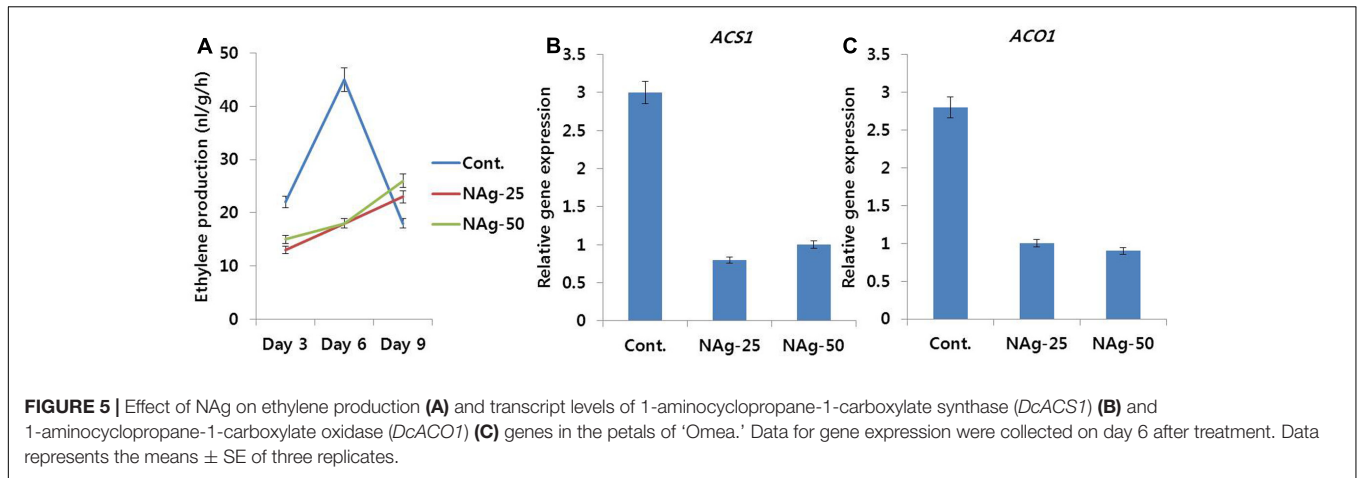 A
Ethylene production (nl/g/h)
50
40
30
20
10
0
Day 3 Day 6 Day 9
Cont.
NAg-25
NAg-50
B
ACS1
Relative gene expression
3.5
3
2.5
2
1.5
1
0.5
0
Cont. NAg-25 NAg-50
C
ACO1
Relative gene expression
3.5
3
2.5
2
1.5
1
0.5
0
Cont. NAg-25 NAg-50
FIGURE 5 | Effect of NAg on ethylene production (A) and transcript levels of 1-aminocyclopropane-1-carboxylate synthase (DcACS1) (B) and
1-aminocyclopropane-1-carboxylate oxidase (DcACO1) (C) genes in the petals of ‘Omea.’ Data for gene expression were collected on day 6 after treatment. Data
represents the means ± SE of three replicates.